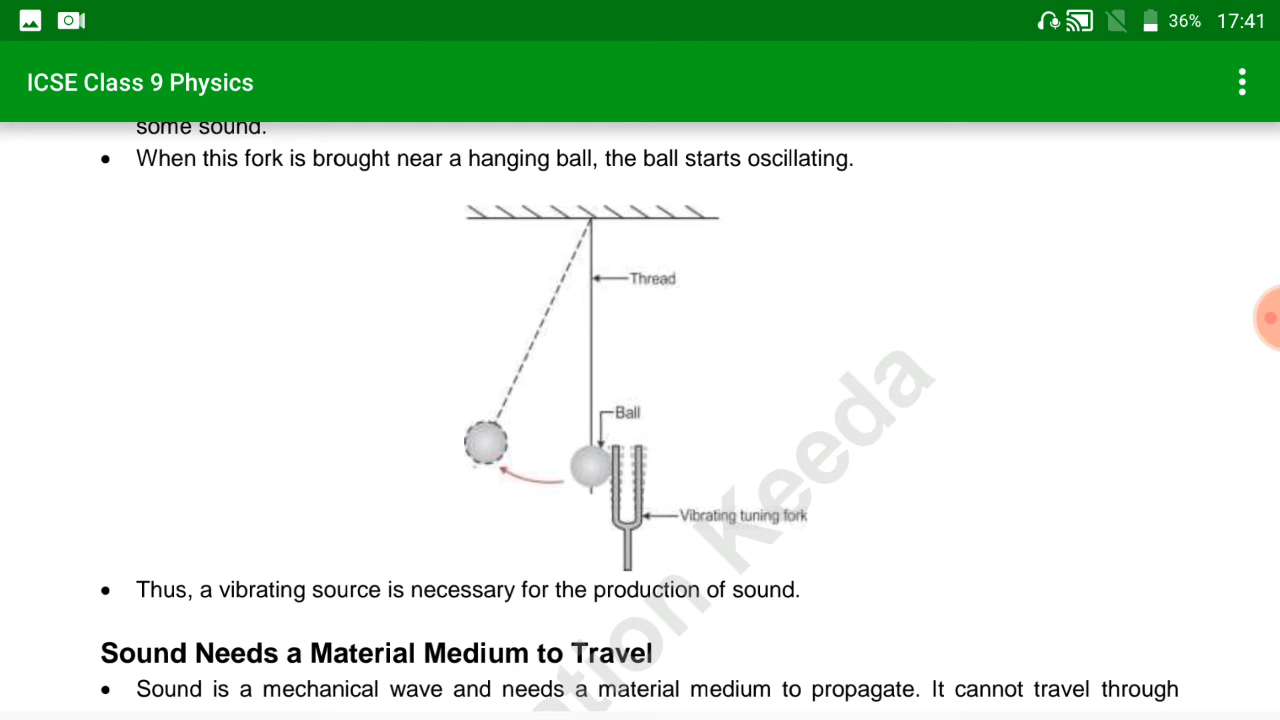 36% 17:41
ICSE Class 9 Physics
some sound.
• When this fork is brought near a hanging ball, the ball starts oscillating.
Thread
Ball
Vibrating tuning fork
• Thus, a vibrating source is necessary for the production of sound.
Sound Needs a Material Medium to Travel
• Sound is a mechanical wave and needs a material medium to propagate. It cannot travel through
Keeda